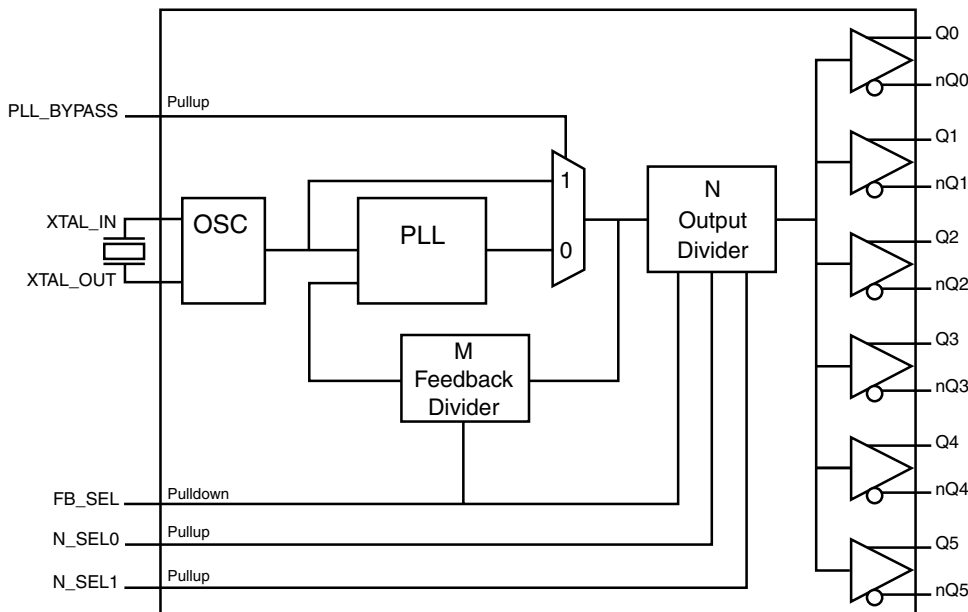 PLL_BYPASS
Pullup
XTAL_IN
XTAL_OUT
OSC
PLL
1
0
N
Output
Divider
M
Feedback
Divider
FB_SEL
Pulldown
N_SEL0
Pullup
N_SEL1
Pullup
Q0
nQ0
Q1
nQ1
Q2
nQ2
Q3
nQ3
Q4
nQ4
Q5
nQ5